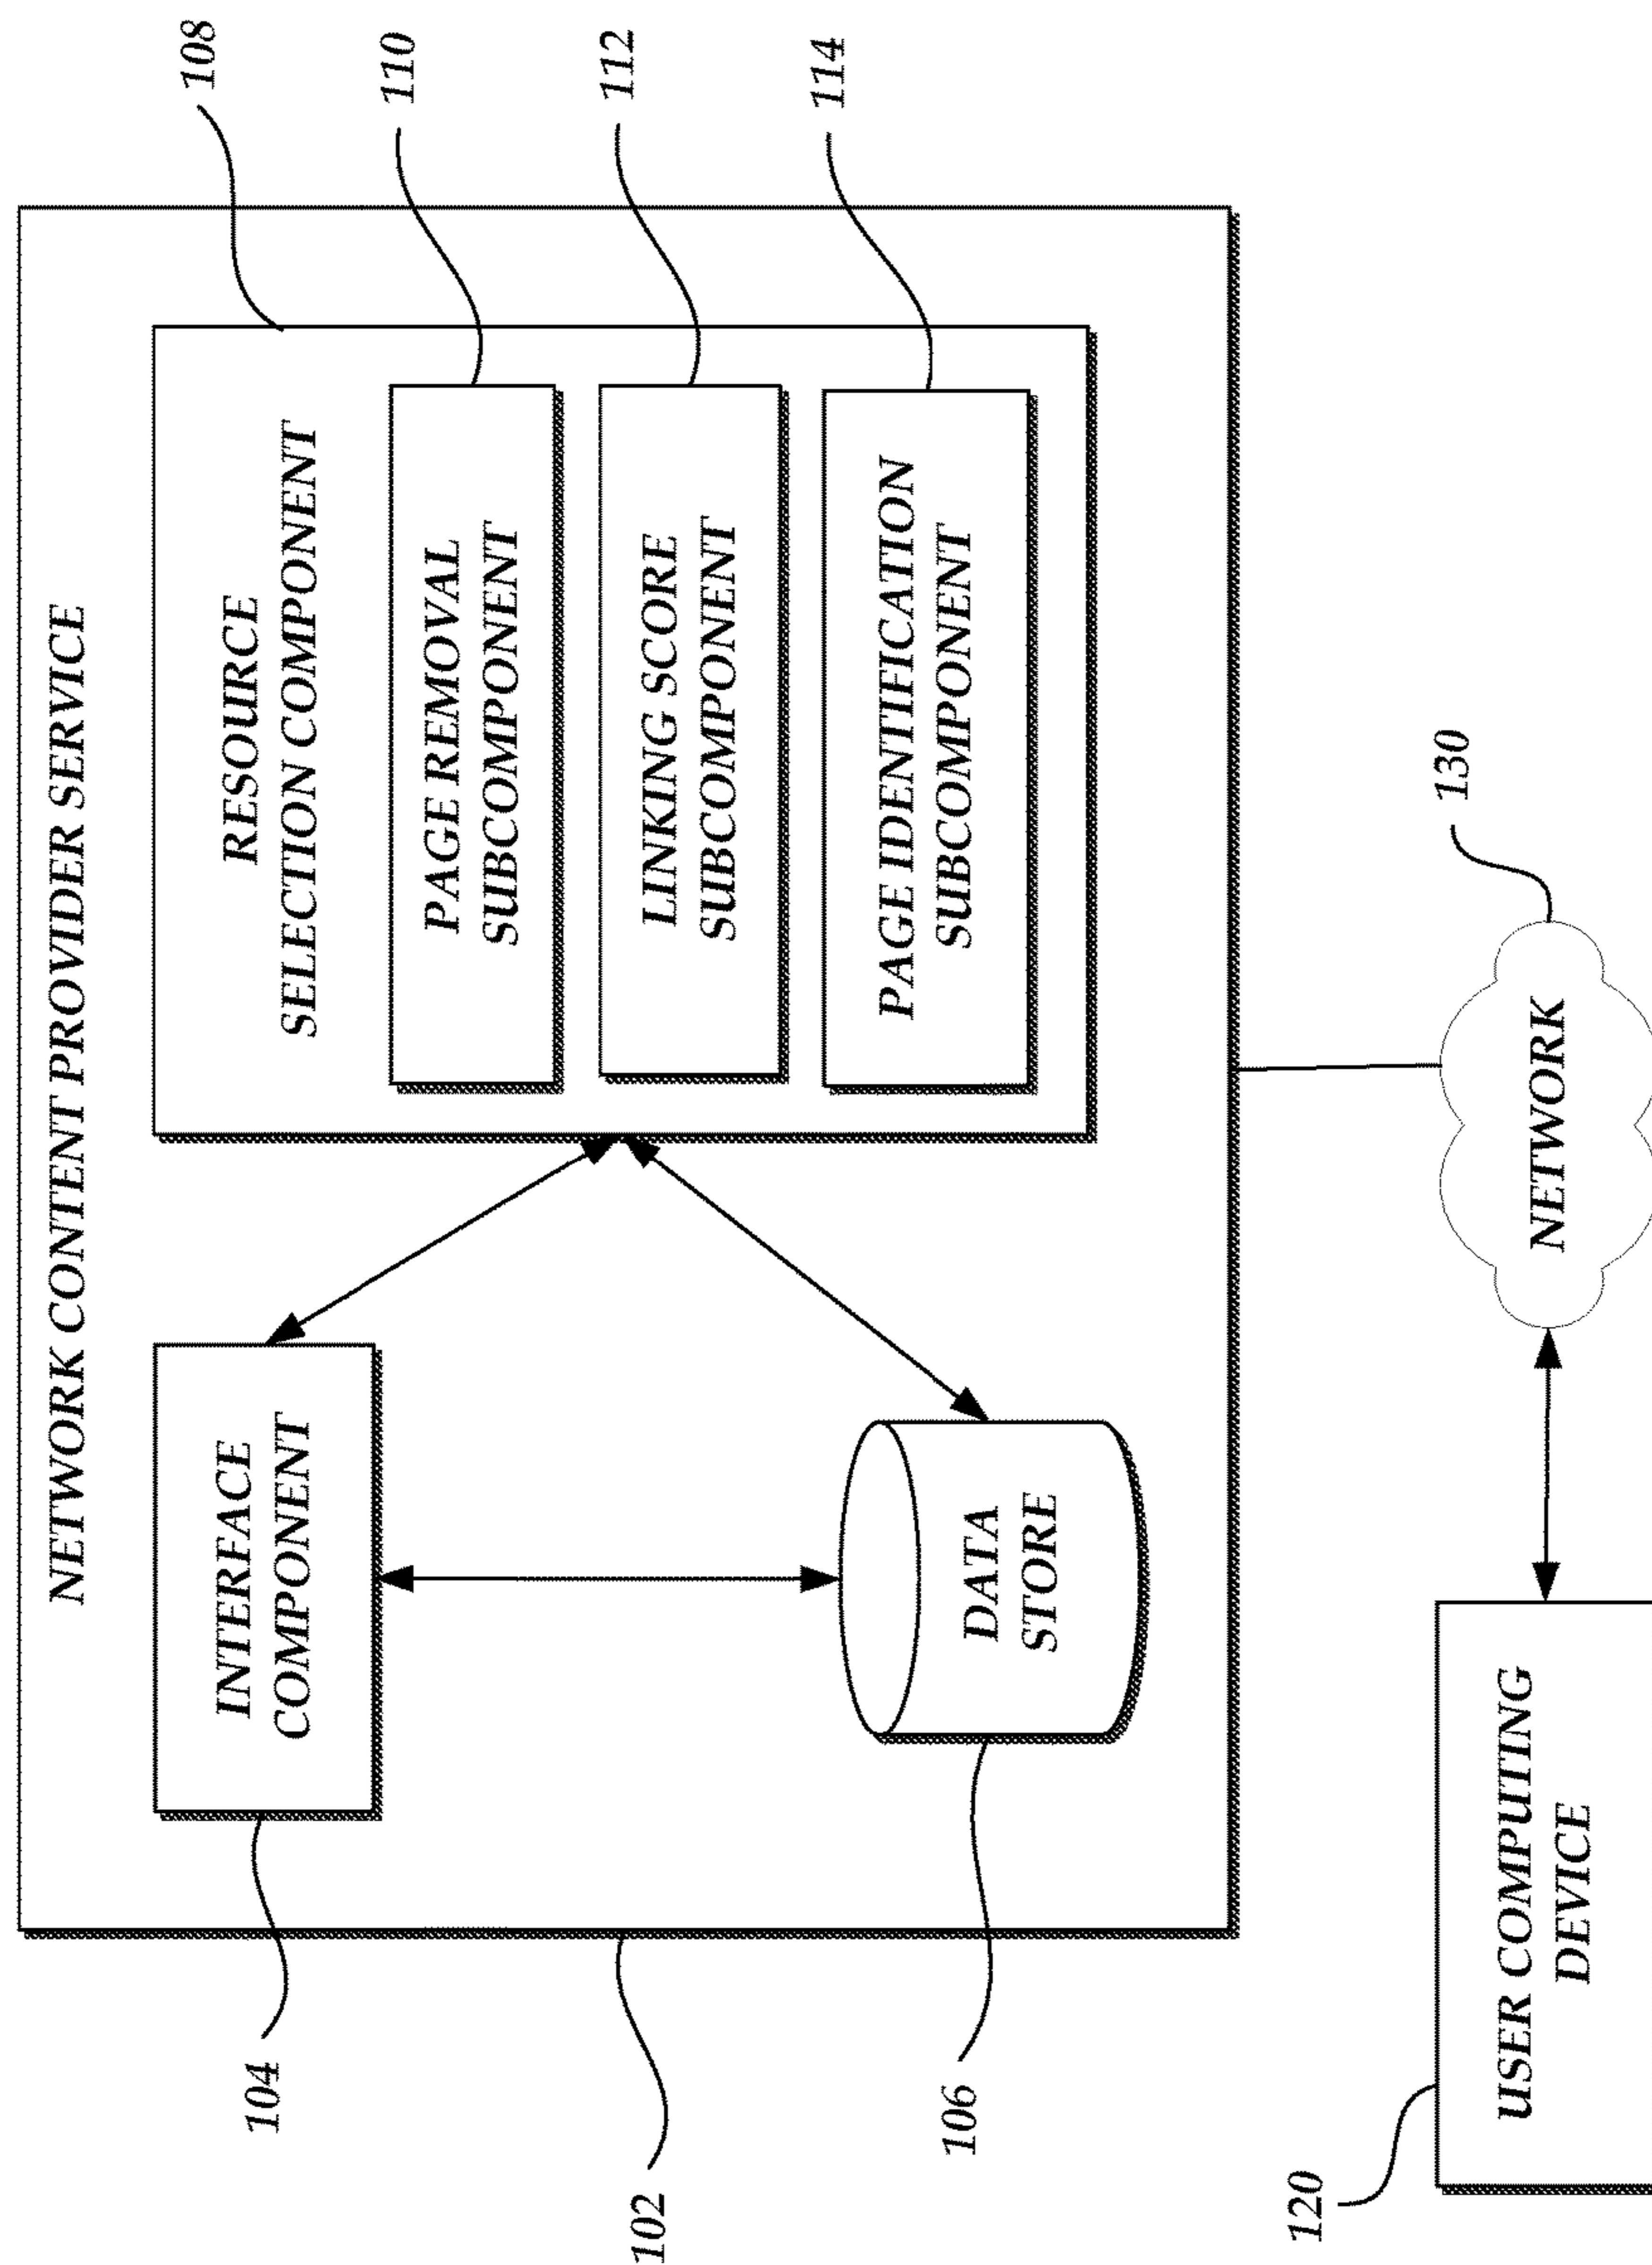 NETWORK CONTENT PROVIDER SERVICE
108
RESOURCE
SELECTION COMPONENT
110
PAGE REMOVAL
SUBCOMPONENT
112
LINKING SCORE
SUBCOMPONENT
114
PAGE IDENTIFICATION
SUBCOMPONENT
104
INTERFACE
COMPONENT
102
106
DATA
STORE
120
USER COMPUTING
DEVICE
NETWORK
130